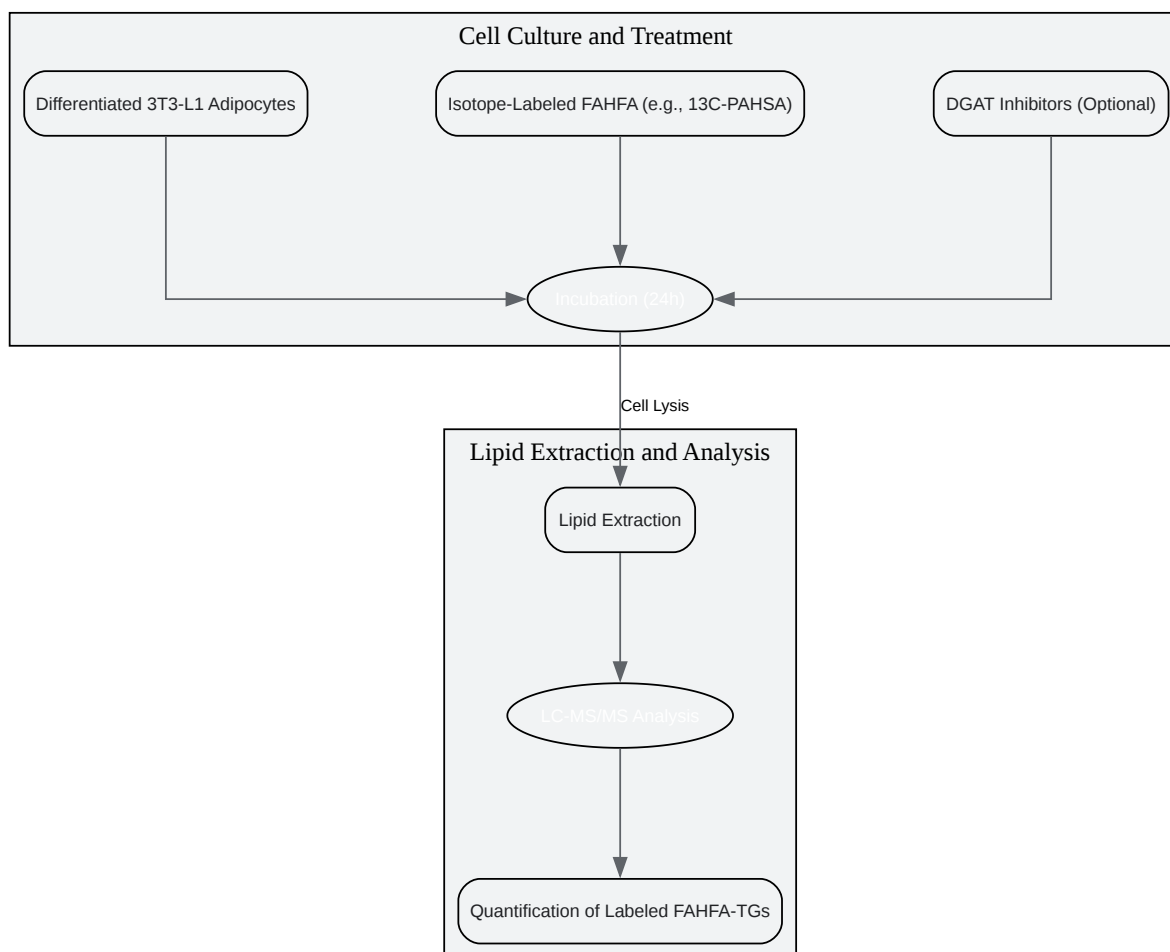 Cell Culture and Treatment
Differentiated 3T3-L1 Adipocytes
Isotope-Labeled FAHFA (e.g., 13C-PAHSA)
DGAT Inhibitors (Optional)
Incubation (24h)
Cell Lysis
Lipid Extraction and Analysis
Lipid Extraction
LC-MS/MS Analysis
Quantification of Labeled FAHFA-TGs